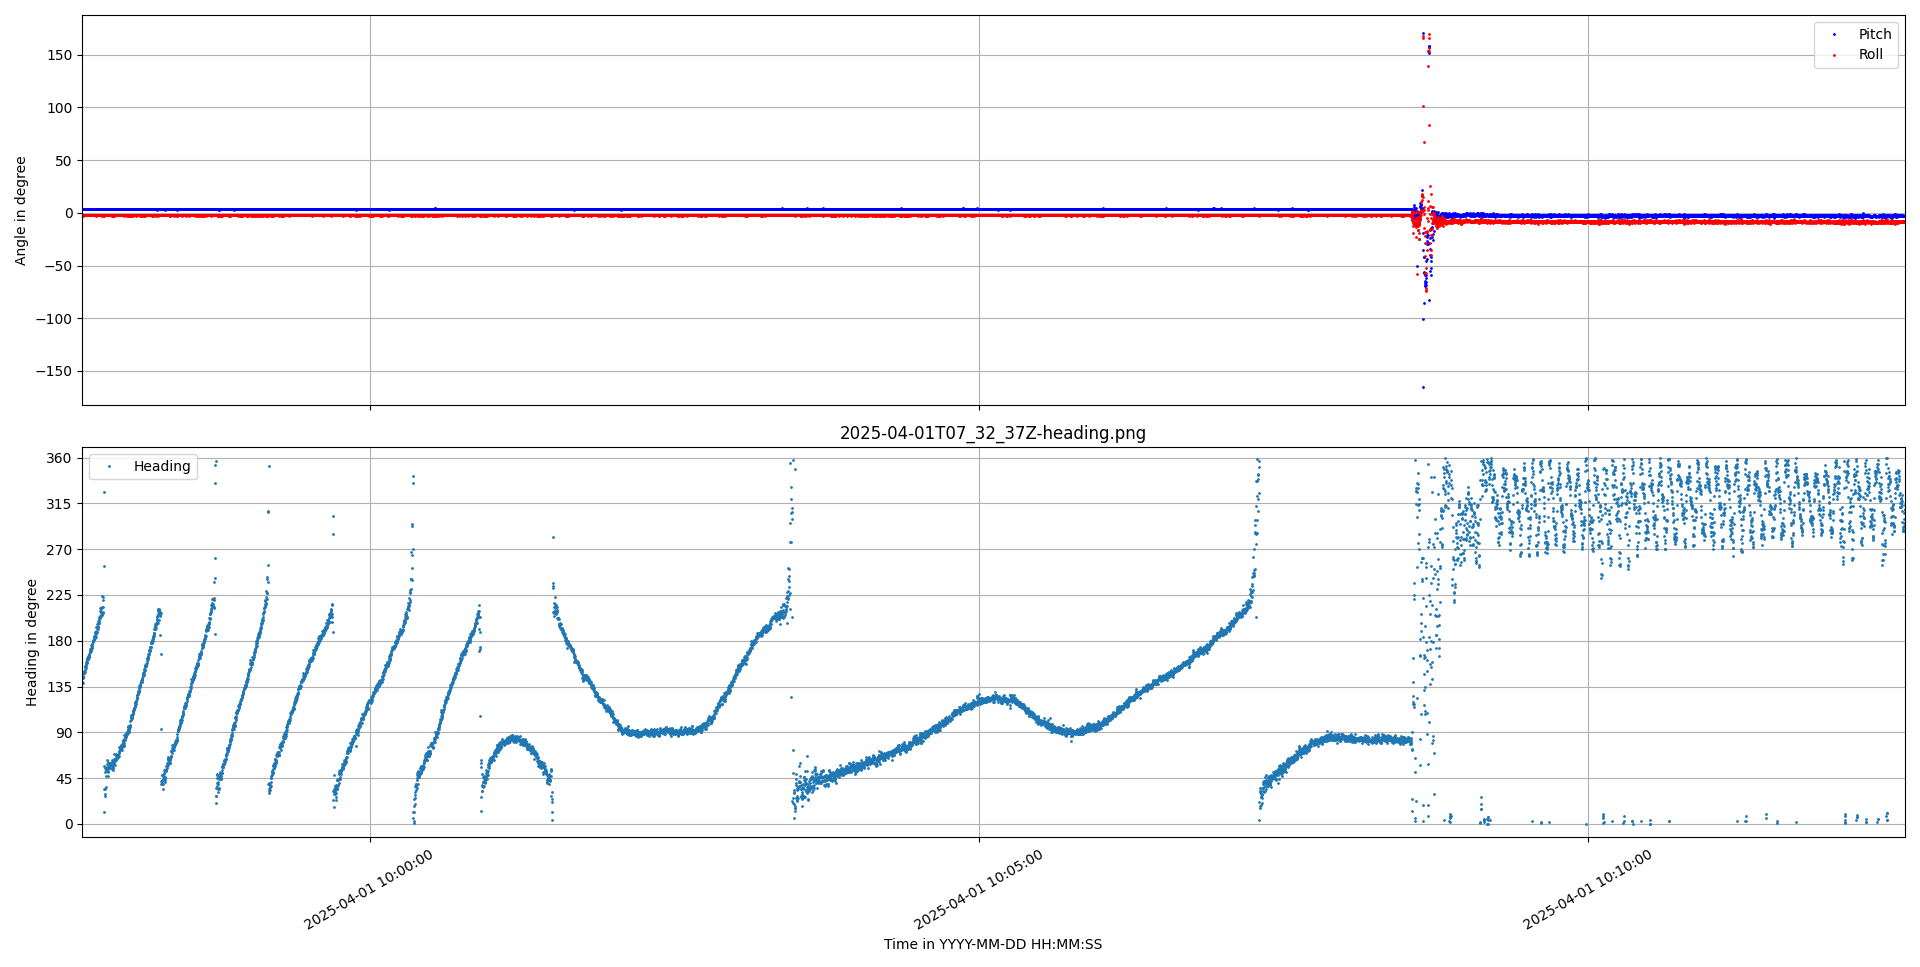 Pitch
Roll
150
100
50
0
−50
−100
−150
Angle in degree
2025-04-01T07_32_37Z-heading.png
Heading
360
315
270
225
180
135
90
45
0
Heading in degree
2025-04-01 10:00:00
2025-04-01 10:05:00
2025-04-01 10:10:00
Time in YYYY-MM-DD HH:MM:SS